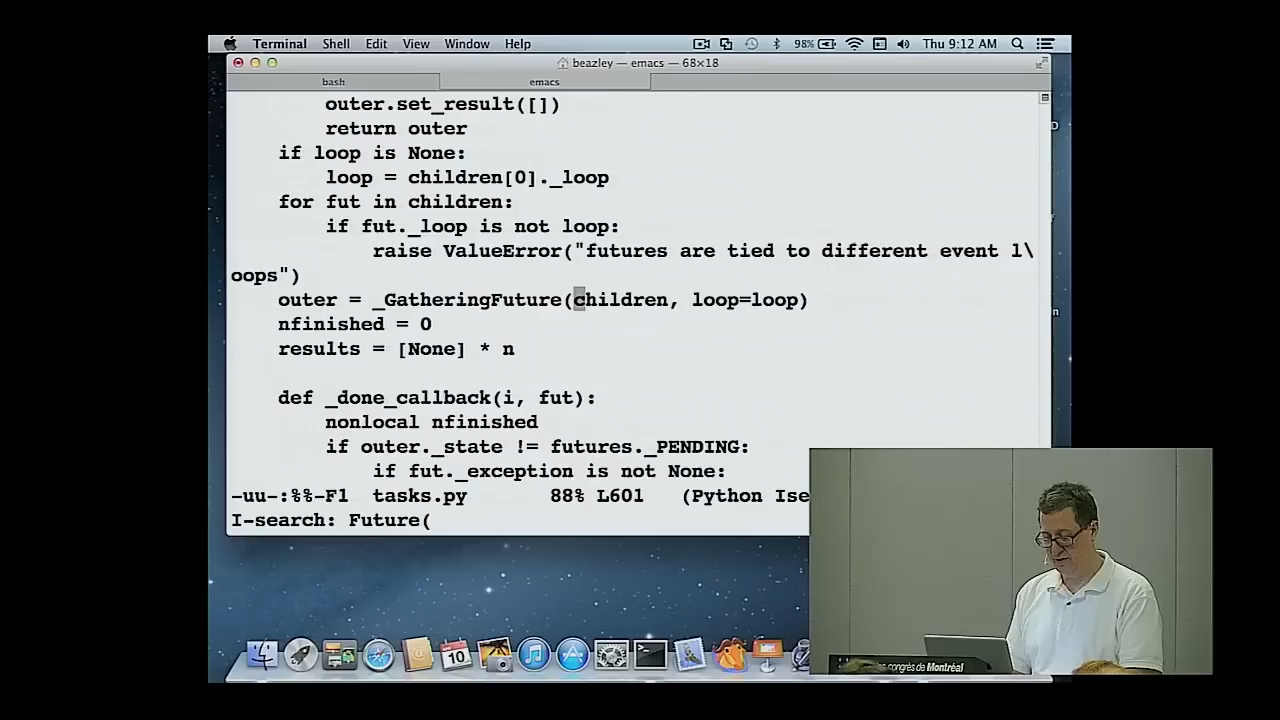 Terminal Shell Edit View Window Help 98% Thu 9:12 AM
beazley — emacs — 68×18
bash emacs
outer.set_result([])
return outer
if loop is None:
loop = children[0]._loop
for fut in children:
if fut._loop is not loop:
raise ValueError("futures are tied to different event l\
oops")
outer = _GatheringFuture(children, loop=loop)
nfinished = 0
results = [None] * n
def _done_callback(i, fut):
nonlocal nfinished
if outer._state != futures._PENDING:
if fut._exception is not None:
-uu-:%%-F1 tasks.py 88% L601 (Python Ise
I-search: Future(
10
congrès de Montréal